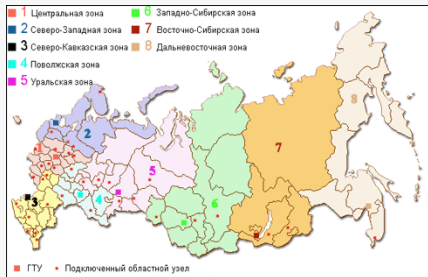 1 Центральная зона
2 Северо-Западная зона
3 Северо-Кавказская зона
4 Поволжская зона
5 Уральская зона
6 Западно-Сибирская зона
7 Восточно-Сибирская зона
8 Дальневосточная зона
8
2
1
7
5
3
4
6
ГТУ
Подключенный областной узел